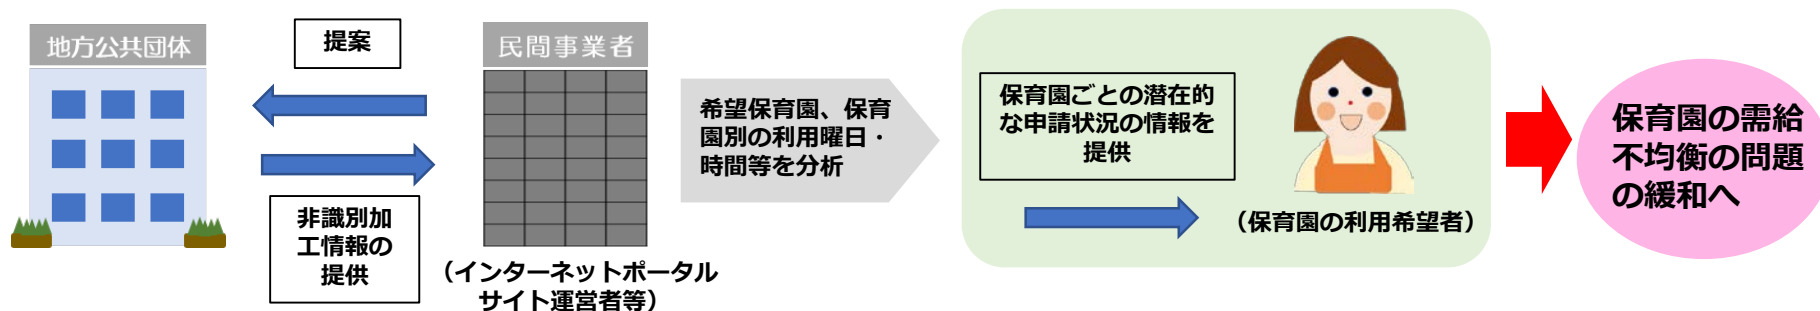 地方公共団体
提案
非識別加
工情報の
提供
民間事業者
（インターネットポータル
サイト運営者等）
希望保育園、保育
園別の利用曜日・
時間等を分析
保育園ごとの潜在的
な申請状況の情報を
提供
（保育園の利用希望者）
保育園の需給
不均衡の問題
の緩和へ